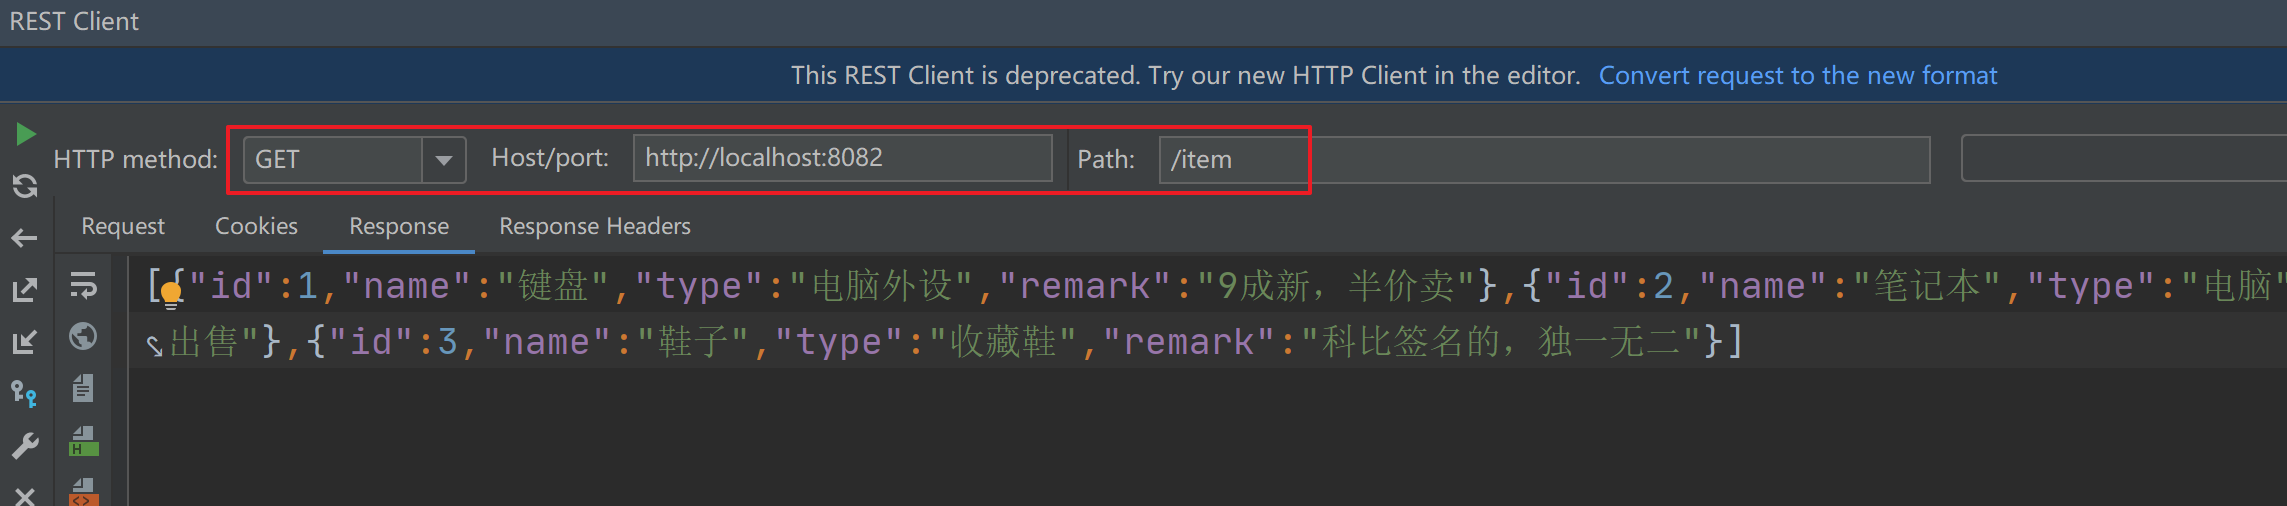 REST Client
This REST Client is deprecated. Try our new HTTP Client in the editor. Convert request to the new format
HTTP method: GET Host/port: http://localhost:8082 Path: /item
Request Cookies Response Response Headers
[{"id":1,"name":"键盘","type":"电脑外设","remark":"9成新，半价卖"},{"id":2,"name":"笔记本","type":"电脑"
出售"},{"id":3,"name":"鞋子","type":"收藏鞋","remark":"科比签名的，独一无二"}]